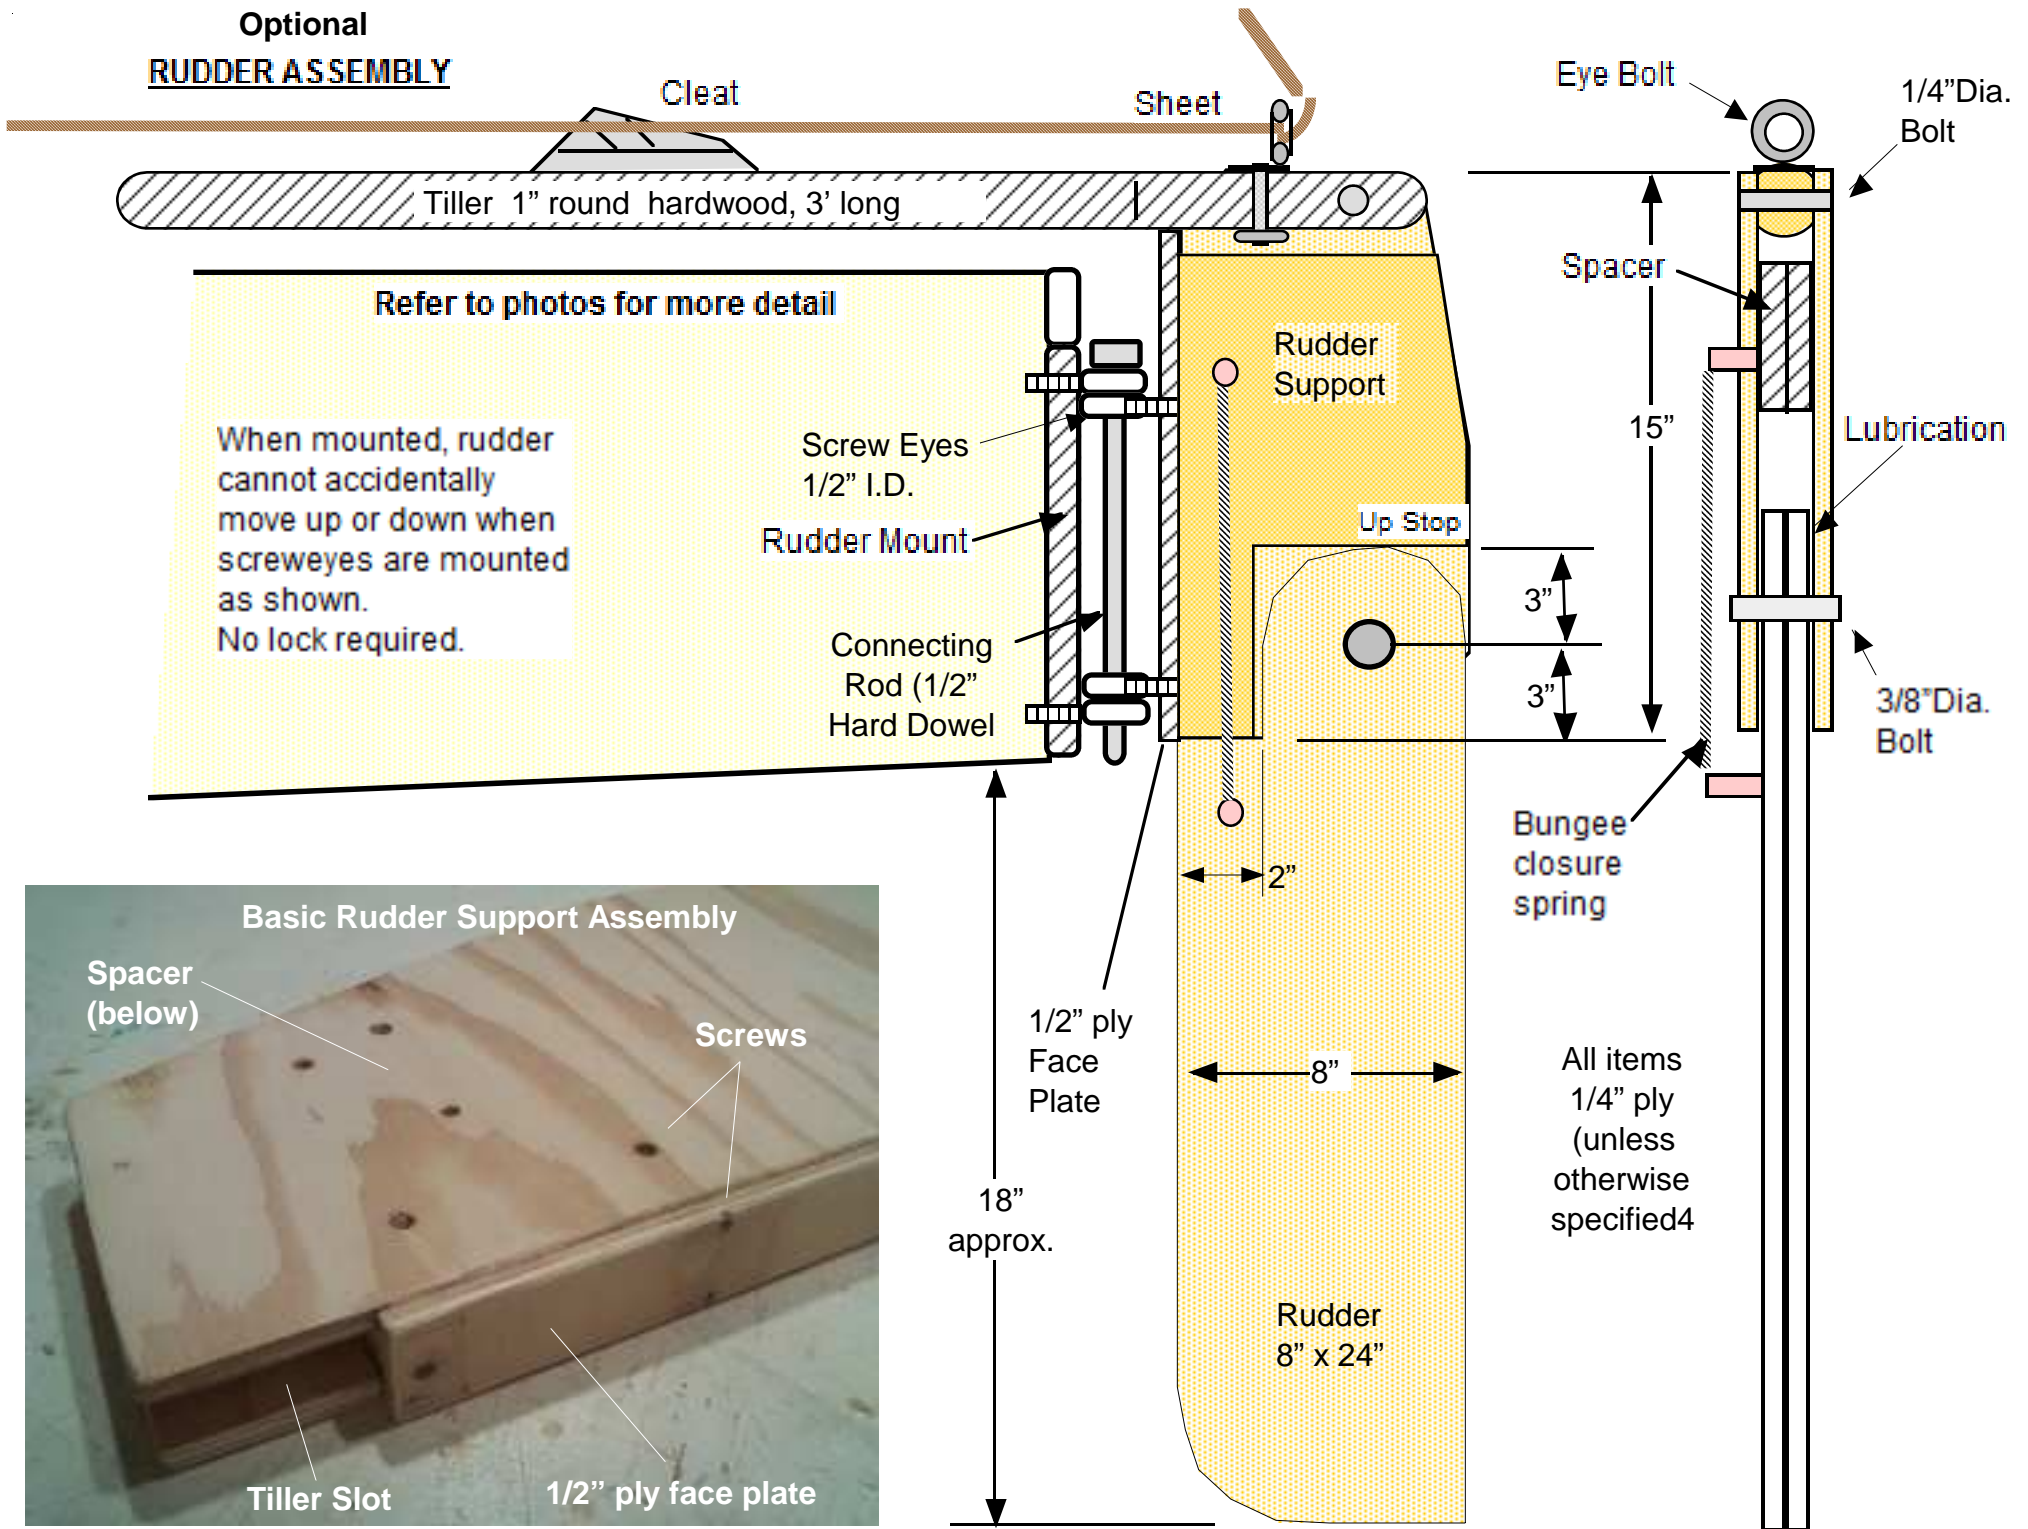 Optional
RUDDER ASSEMBLY
Cleat
Sheet
Eye Bolt
1/4”Dia.
Bolt
Tiller 1” round hardwood, 3’ long
Spacer
Refer to photos for more detail
Rudder
Support
15”
Lubrication
When mounted, rudder
cannot accidentally
move up or down when
screweyes are mounted
as shown.
No lock required.
Screw Eyes
1/2” I.D.
Rudder Mount
Up Stop
3”
3”
Connecting
Rod (1/2”
Hard Dowel
3/8”Dia.
Bolt
Bungee
closure
spring
2”
1/2” ply
Face
Plate
8”
All items
1/4” ply
(unless
otherwise
specified4
18”
approx.
Rudder
8” x 24”
Basic Rudder Support Assembly
Spacer
(below)
Screws
Tiller Slot
1/2” ply face plate